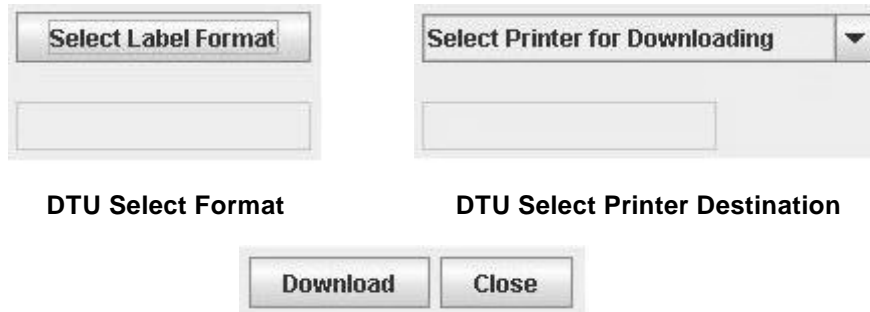 Select Label Format
Select Printer for Downloading
DTU Select Format
DTU Select Printer Destination
Download
Close